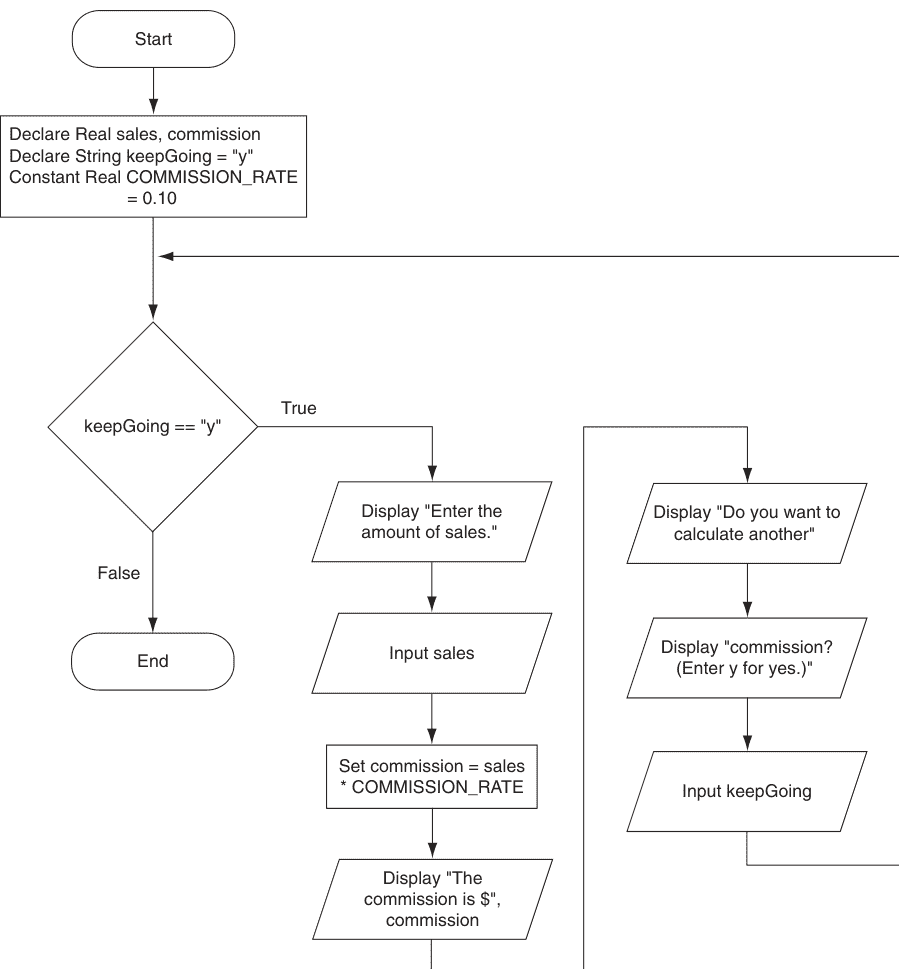 Start
Declare Real sales, commission
Declare String keepGoing = "y"
Constant Real COMMISSION_RATE
= 0.10
keepGoing == "y"
True
False
End
Display "Enter the
amount of sales."
Input sales
Set commission = sales
* COMMISSION_RATE
Display "The
commission is $",
commission
Display "Do you want to
calculate another"
Display "commission?
(Enter y for yes.)"
Input keepGoing